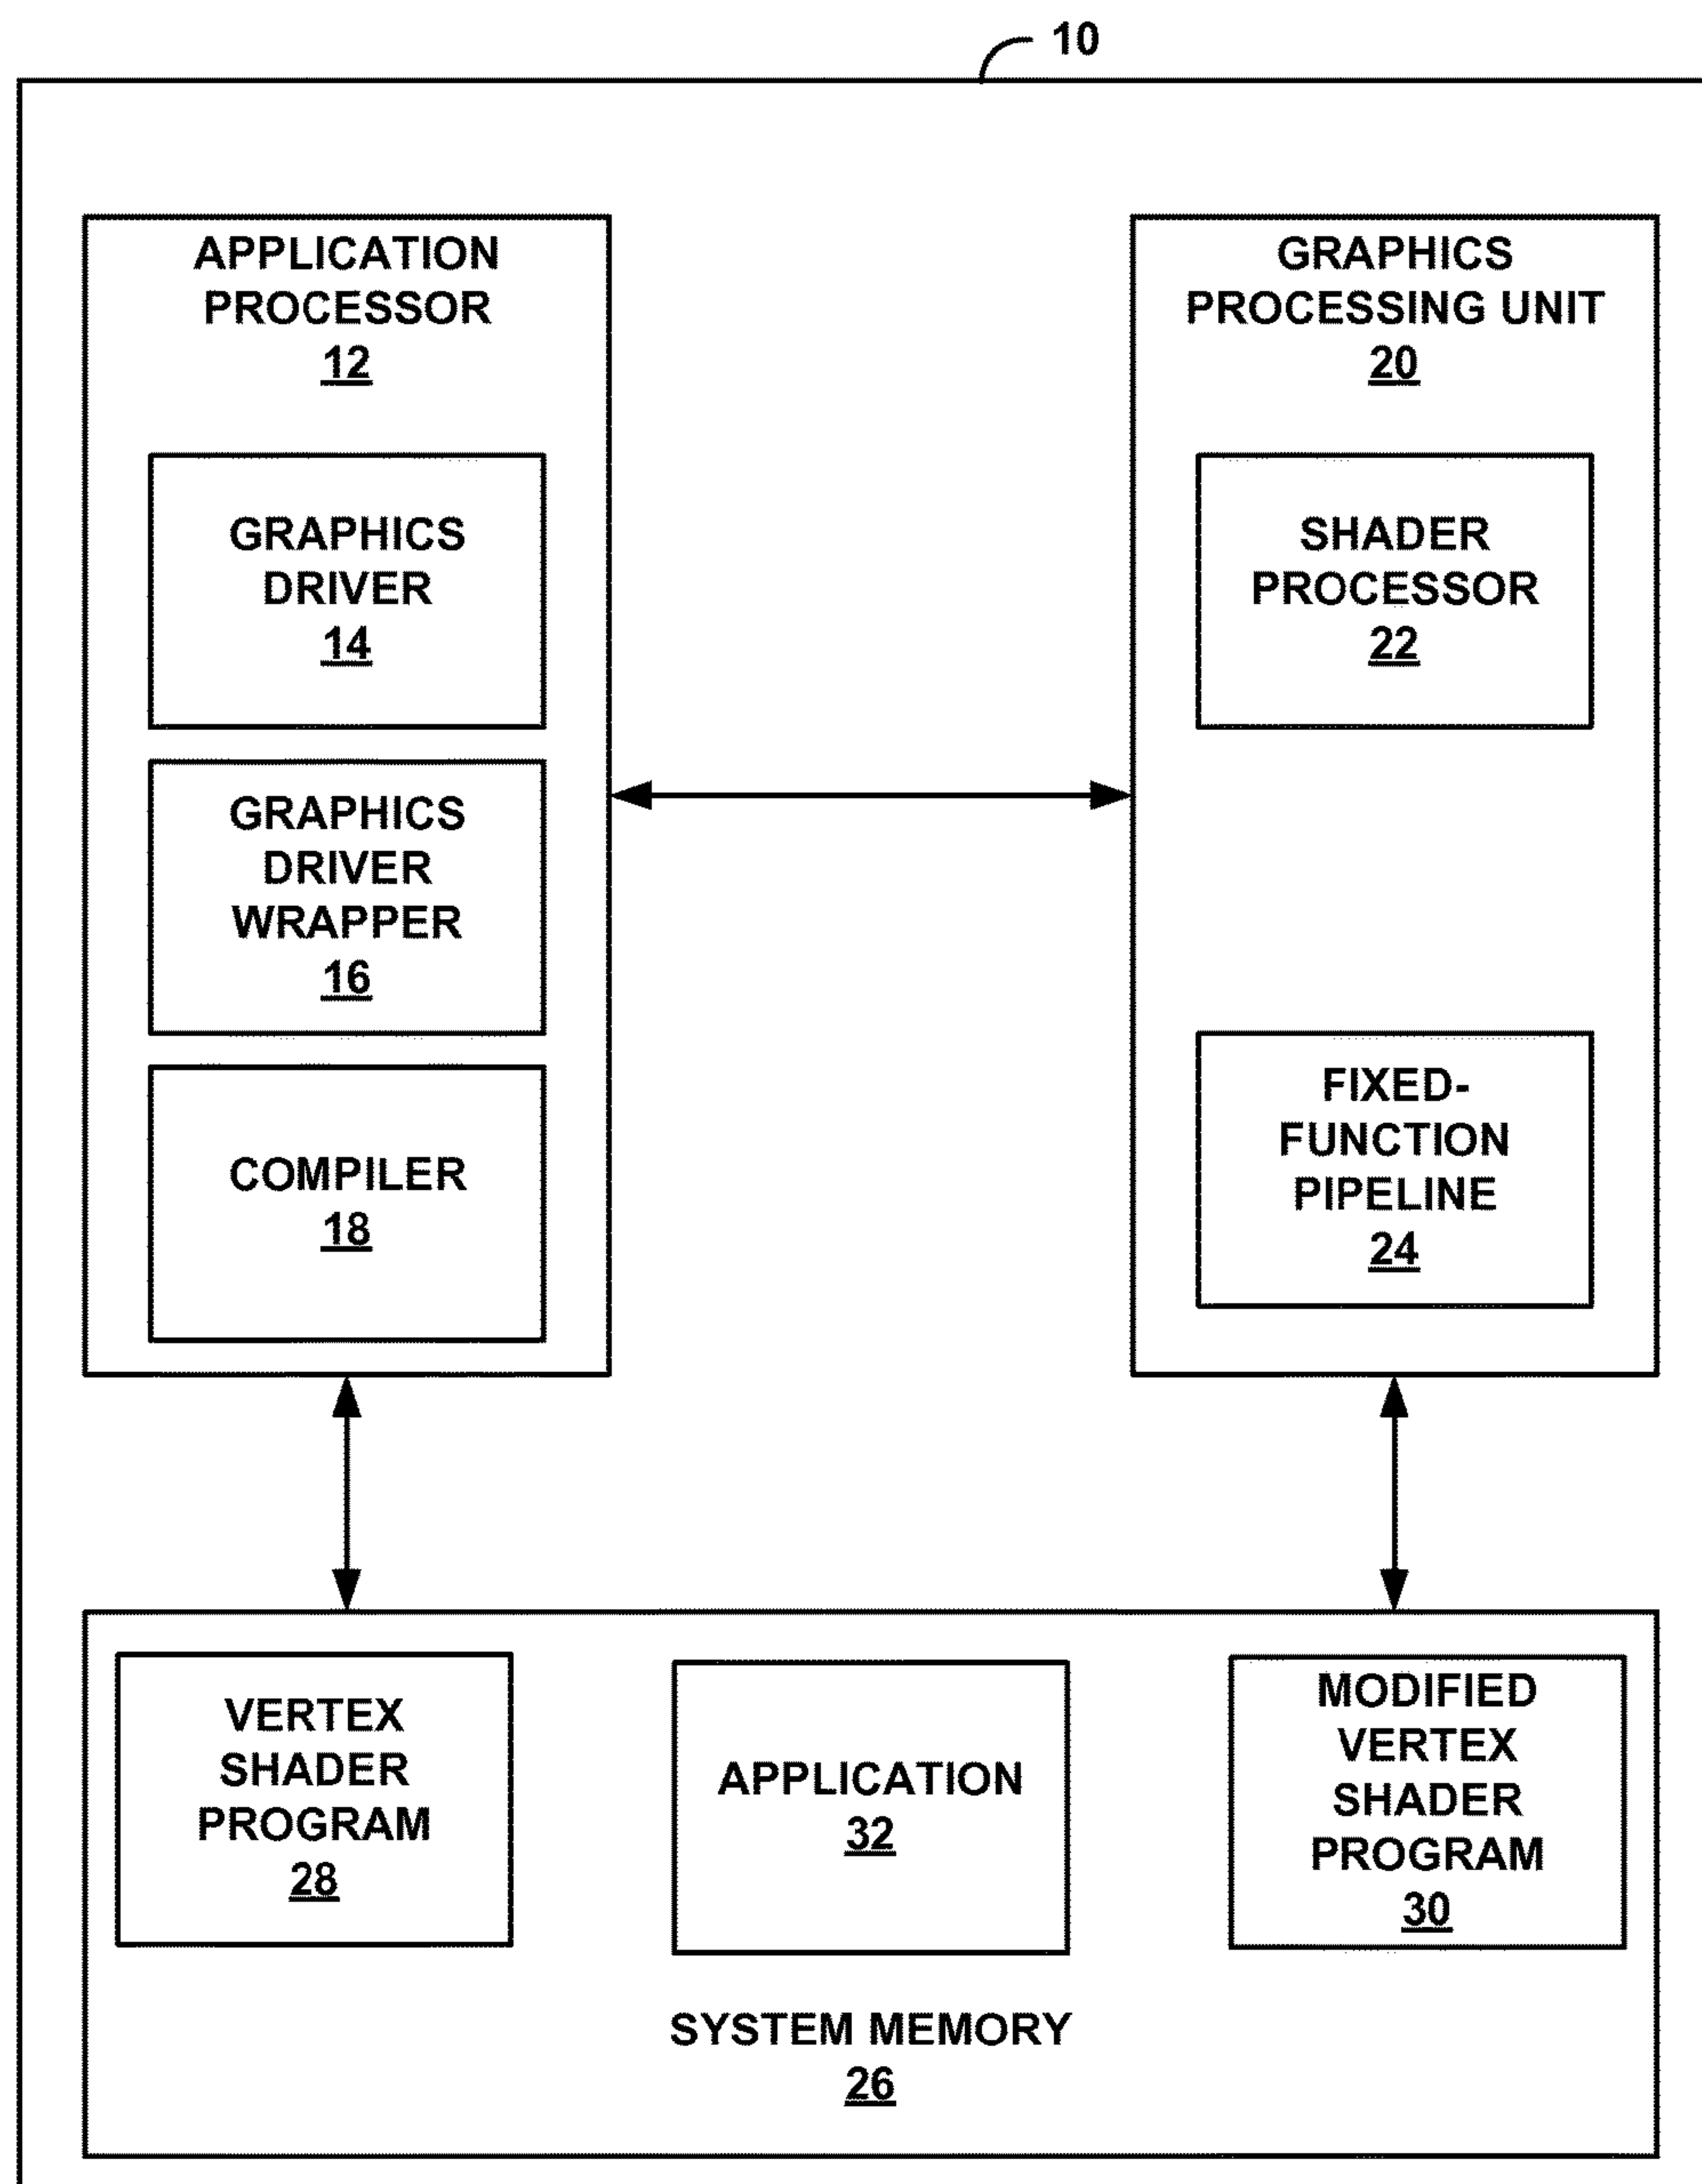 10
APPLICATION
PROCESSOR
12
GRAPHICS
DRIVER
14
GRAPHICS
DRIVER
WRAPPER
16
COMPILER
18
GRAPHICS
PROCESSING UNIT
20
SHADER
PROCESSOR
22
FIXED-
FUNCTION
PIPELINE
24
VERTEX
SHADER
PROGRAM
28
APPLICATION
32
MODIFIED
VERTEX
SHADER
PROGRAM
30
SYSTEM MEMORY
26